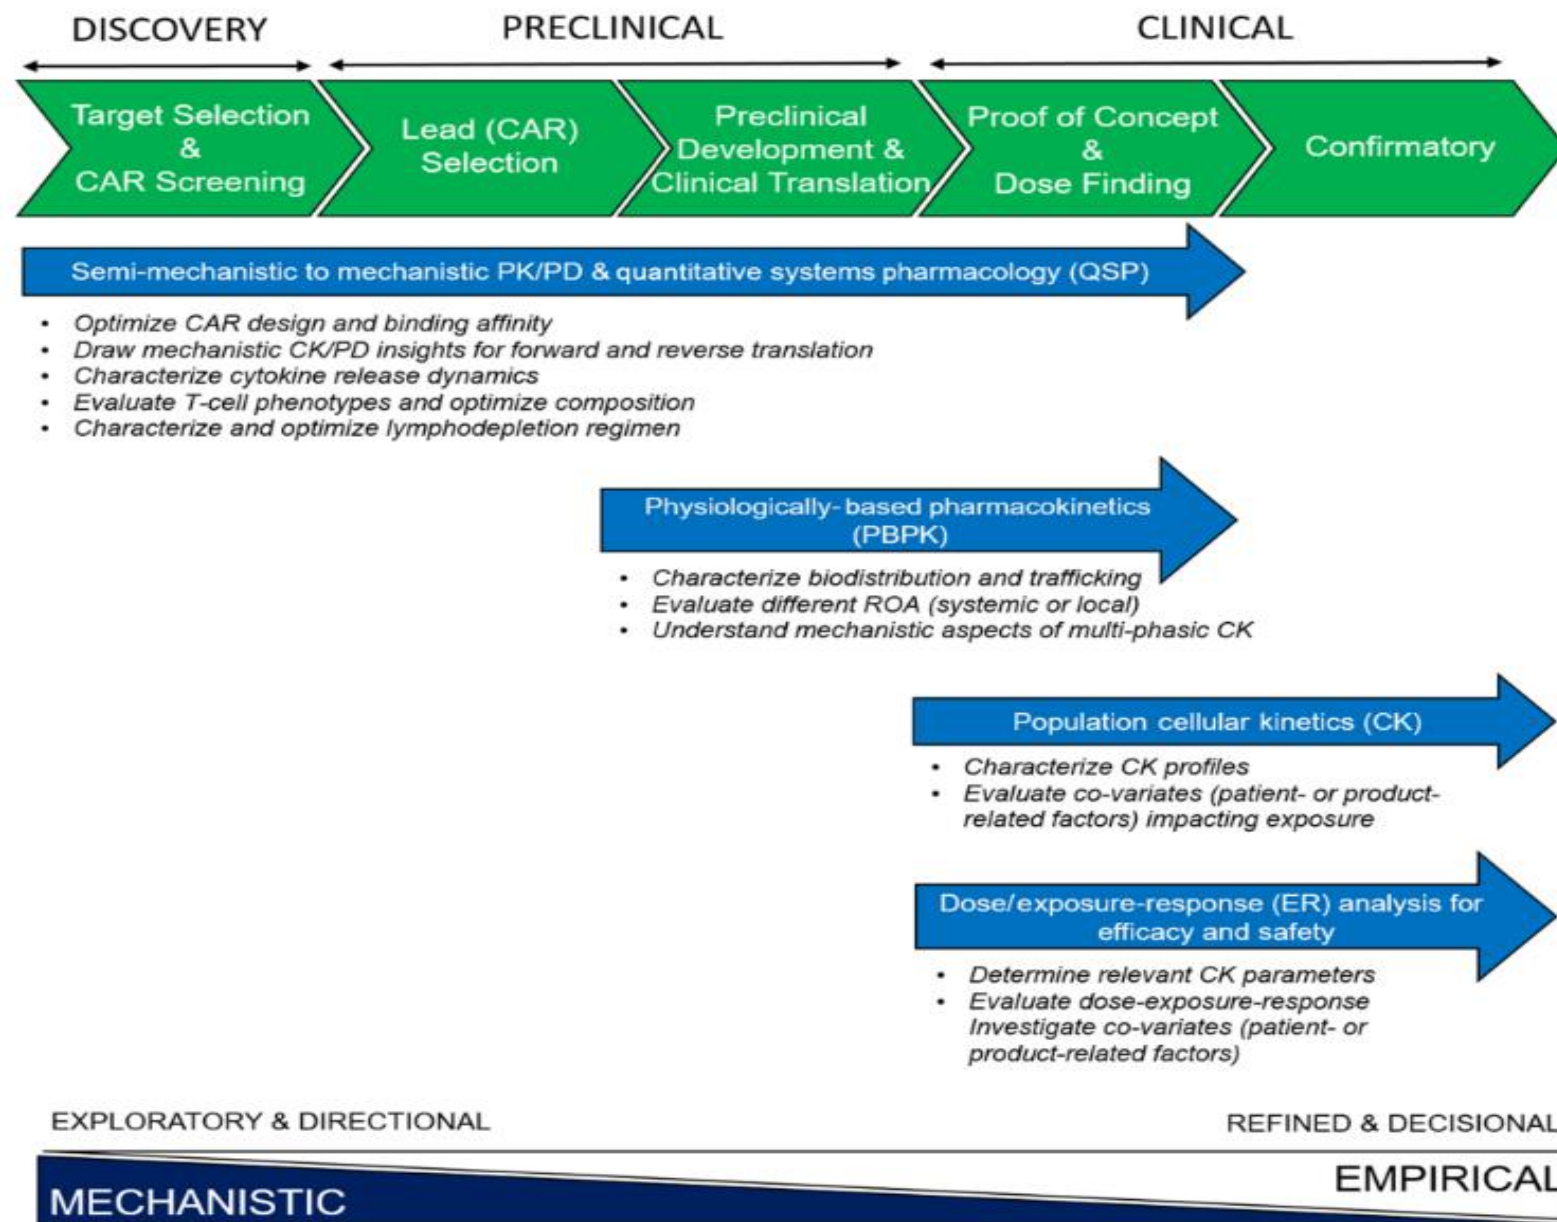 DISCOVERY
PRECLINICAL
CLINICAL
Target Selection
&
CAR Screening
Lead (CAR)
Selection
Preclinical
Development &
Clinical Translation
Proof of Concept
&
Dose Finding
Confirmatory
Semi-mechanistic to mechanistic PK/PD & quantitative systems pharmacology (QSP)
• Optimize CAR design and binding affinity
• Draw mechanistic CK/PD insights for forward and reverse translation
• Characterize cytokine release dynamics
• Evaluate T-cell phenotypes and optimize composition
• Characterize and optimize lymphodepletion regimen
Physiologically-based pharmacokinetics
(PBPK)
• Characterize biodistribution and trafficking
• Evaluate different ROA (systemic or local)
• Understand mechanistic aspects of multi-phasic CK
Population cellular kinetics (CK)
• Characterize CK profiles
• Evaluate co-variates (patient- or product-
related factors) impacting exposure
Dose/exposure-response (ER) analysis for
efficacy and safety
• Determine relevant CK parameters
• Evaluate dose-exposure-response
Investigate co-variates (patient- or
product-related factors)
EXPLORATORY & DIRECTIONAL
REFINED & DECISIONAL
MECHANISTIC
EMPIRICAL